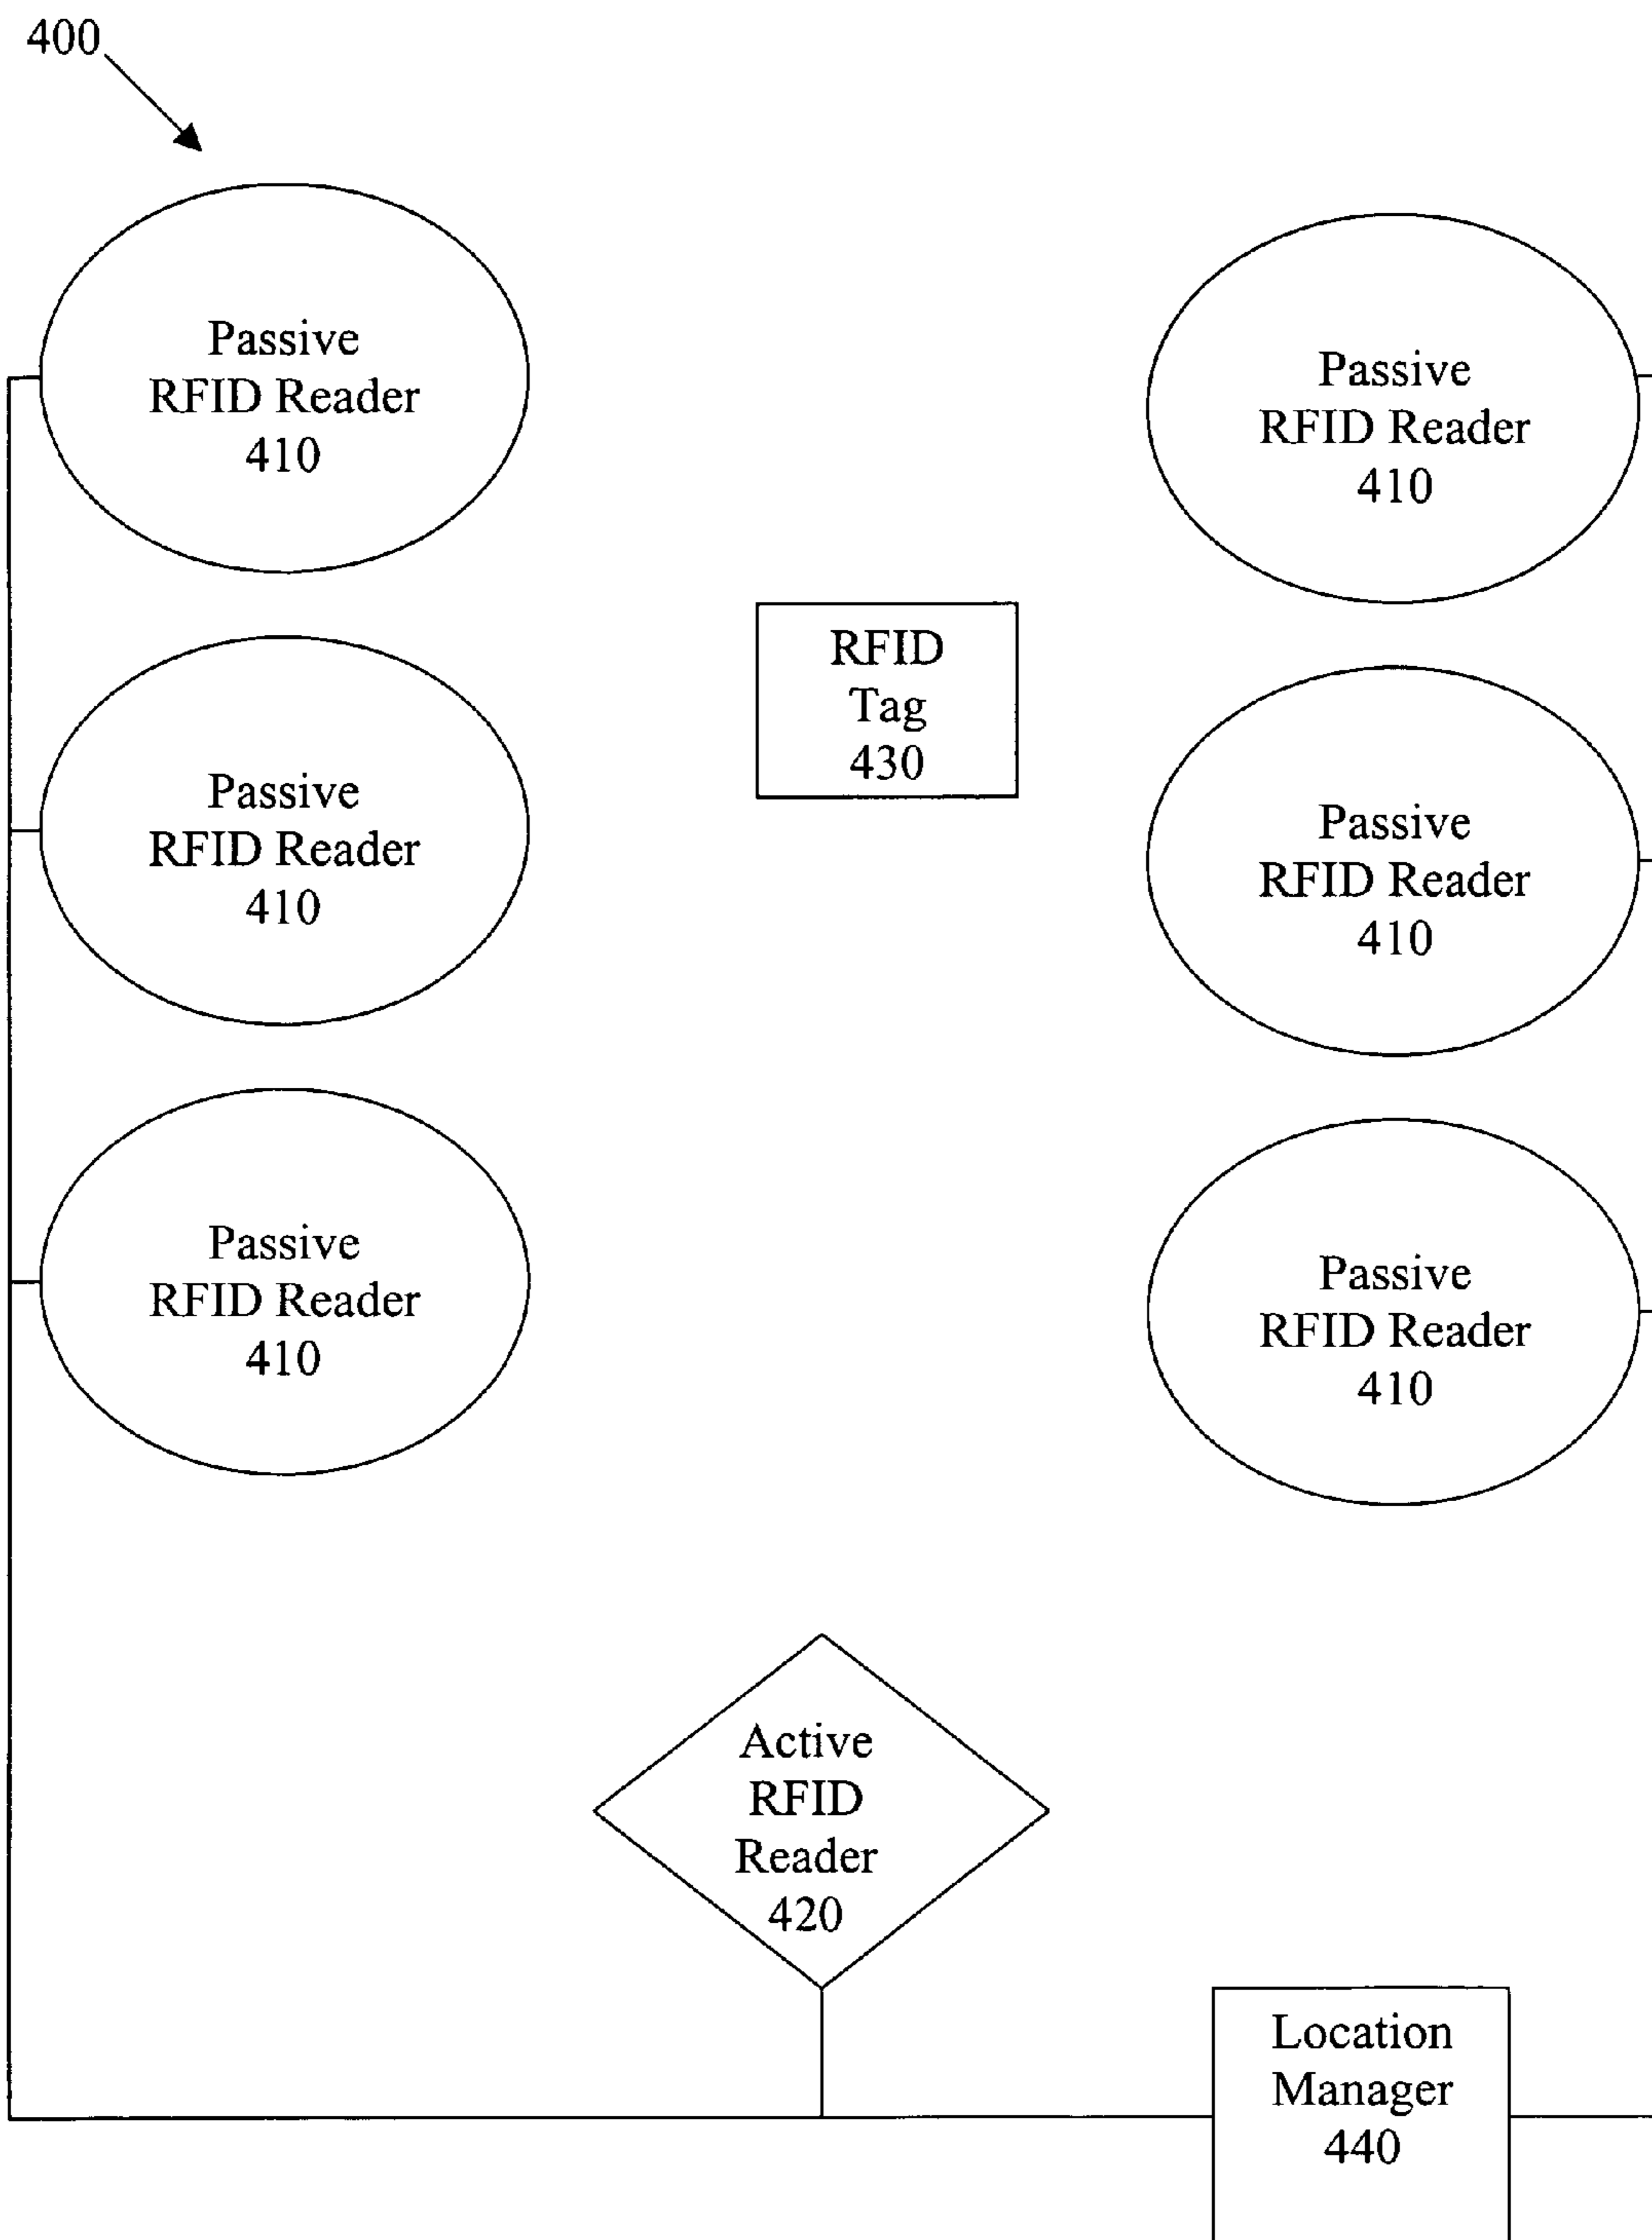 400
Passive
RFID Reader
410
Passive
RFID Reader
410
RFID
Tag
430
Passive
RFID Reader
410
Passive
RFID Reader
410
Passive
RFID Reader
410
Passive
RFID Reader
410
Active
RFID
Reader
420
Location
Manager
440